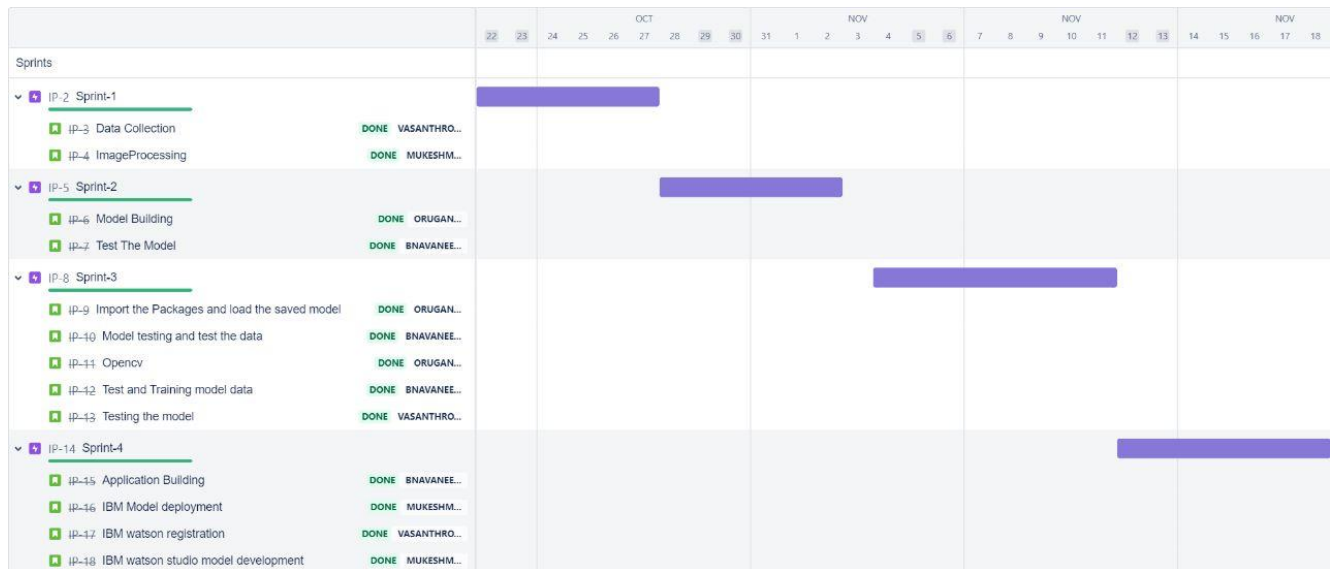 OCT NOV NOV NOV
22 23 24 25 26 27 28 29 30 31 1 2 3 4 5 6 7 8 9 10 11 12 13 14 15 16 17 18
Sprints
IP-2 Sprint-1
IP-3 Data Collection DONE VASANTHRO...
IP-4 ImageProcessing DONE MUKESHM...
IP-5 Sprint-2
IP-6 Model Building DONE ORUGAN...
IP-7 Test The Model DONE BNAVANEE...
IP-8 Sprint-3
IP-9 Import the Packages and load the saved model DONE ORUGAN...
IP-10 Model testing and test the data DONE BNAVANEE...
IP-11 Opencv DONE ORUGAN...
IP-12 Test and Training model data DONE BNAVANEE...
IP-13 Testing the model DONE VASANTHRO...
IP-14 Sprint-4
IP-15 Application Building DONE BNAVANEE...
IP-16 IBM Model deployment DONE MUKESHM...
IP-17 IBM watson registration DONE VASANTHRO...
IP-18 IBM watson studio model development DONE MUKESHM...